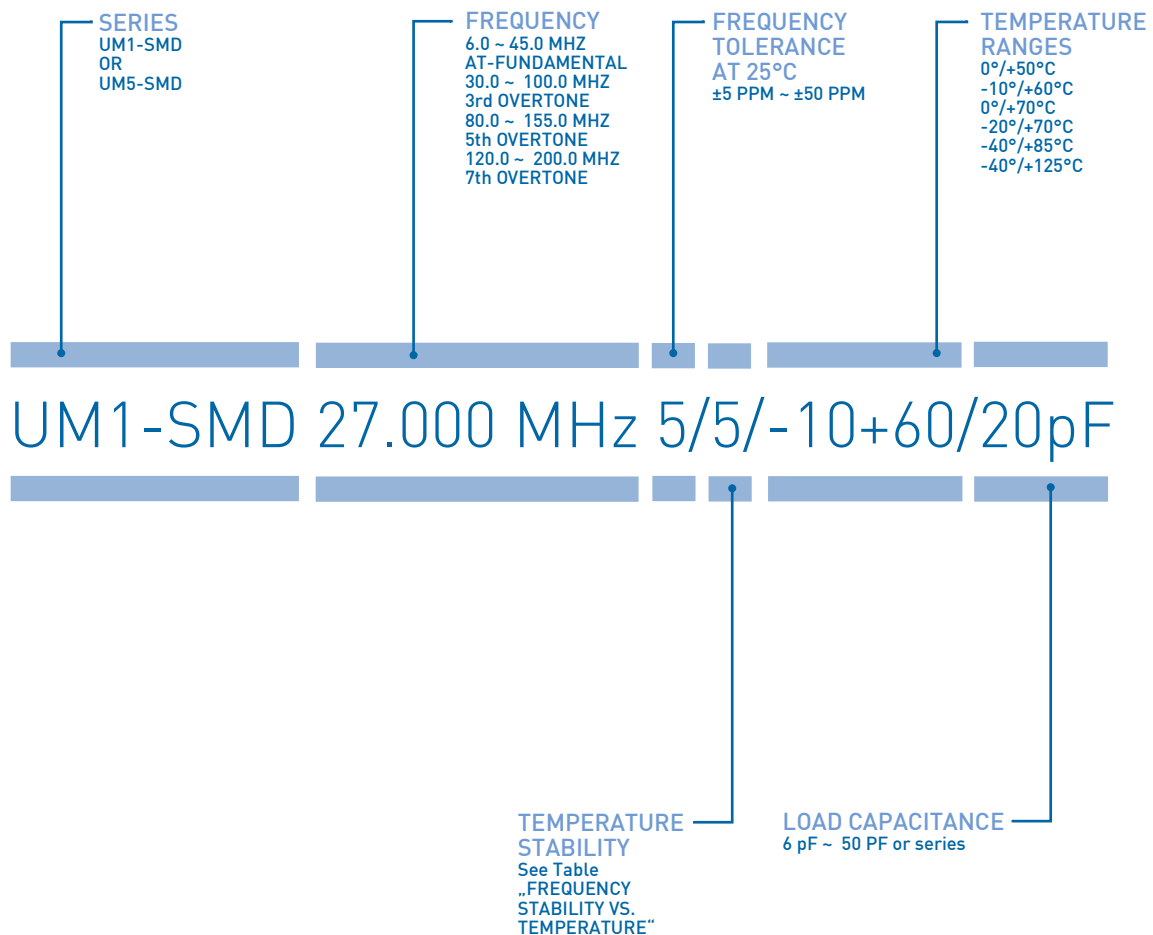 SERIES
UM1-SMD
OR
UM5-SMD
FREQUENCY
6.0 ~ 45.0 MHZ
AT-FUNDAMENTAL
30.0 ~ 100.0 MHZ
3rd OVERTONE
80.0 ~ 155.0 MHZ
5th OVERTONE
120.0 ~ 200.0 MHZ
7th OVERTONE
FREQUENCY
TOLERANCE
AT 25°C
±5 PPM ~ ±50 PPM
TEMPERATURE
RANGES
0°/+50°C
-10°/+60°C
0°/+70°C
-20°/+70°C
-40°/+85°C
-40°/+125°C
UM1-SMD 27.000 MHz 5/5/-10+60/20pF
TEMPERATURE
STABILITY
See Table
„FREQUENCY
STABILITY VS.
TEMPERATURE“
LOAD CAPACITANCE
6 pF ~ 50 PF or series